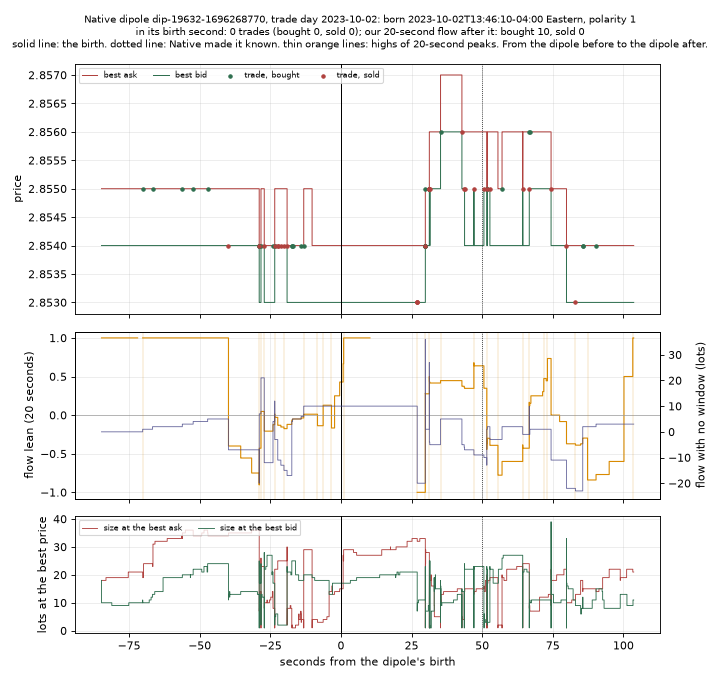 Native dipole dip-19632-1696268770, trade day 2023-10-02: born 2023-10-02T13:46:10-04:00 Eastern, polarity 1
in its birth second: 0 trades (bought 0, sold 0); our 20-second flow after it: bought 10, sold 0
solid line: the birth. dotted line: Native made it known. thin orange lines: highs of 20-second peaks. From the dipole before to the dipole after.
best ask
best bid
trade, bought
trade, sold
2.8570
2.8565
2.8560
2.8555
2.8550
2.8545
2.8540
2.8535
2.8530
price
1.0
0.5
0.0
−0.5
−1.0
flow lean (20 seconds)
30
20
10
0
−10
−20
flow with no window (lots)
size at the best ask
size at the best bid
40
30
20
10
0
lots at the best price
−75
−50
−25
0
25
50
75
100
seconds from the dipole's birth